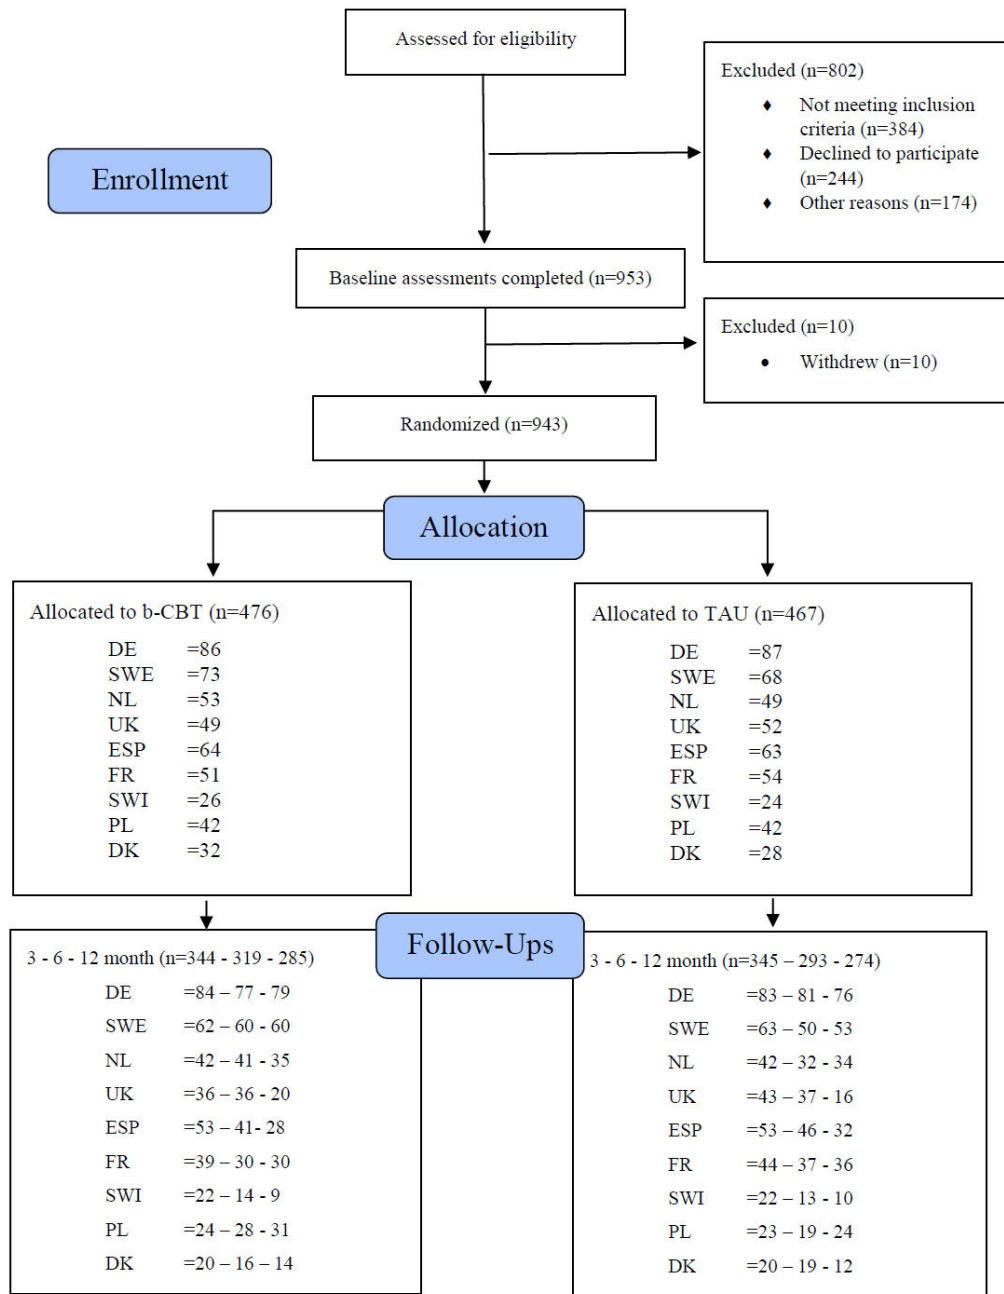 Assessed for eligibility
Excluded (n=802)
♦ Not meeting inclusion
criteria (n=384)
♦ Declined to participate
(n=244)
♦ Other reasons (n=174)
Enrollment
Baseline assessments completed (n=953)
Excluded (n=10)
• Withdrew (n=10)
Randomized (n=943)
Allocation
Allocated to b-CBT (n=476)
DE =86
SWE =73
NL =53
UK =49
ESP =64
FR =51
SWI =26
PL =42
DK =32
Allocated to TAU (n=467)
DE =87
SWE =68
NL =49
UK =52
ESP =63
FR =54
SWI =24
PL =42
DK =28
Follow-Ups
3 - 6 - 12 month (n=344 - 319 - 285)
DE =84 – 77 - 79
SWE =62 – 60 - 60
NL =42 – 41 - 35
UK =36 – 36 - 20
ESP =53 – 41- 28
FR =39 – 30 - 30
SWI =22 – 14 - 9
PL =24 – 28 - 31
DK =20 – 16 – 14
3 - 6 - 12 month (n=345 – 293 - 274)
DE =83 – 81 - 76
SWE =63 – 50 - 53
NL =42 – 32 - 34
UK =43 – 37 - 16
ESP =53 – 46 - 32
FR =44 – 37 - 36
SWI =22 – 13 - 10
PL =23 – 19 - 24
DK =20 – 19 - 12